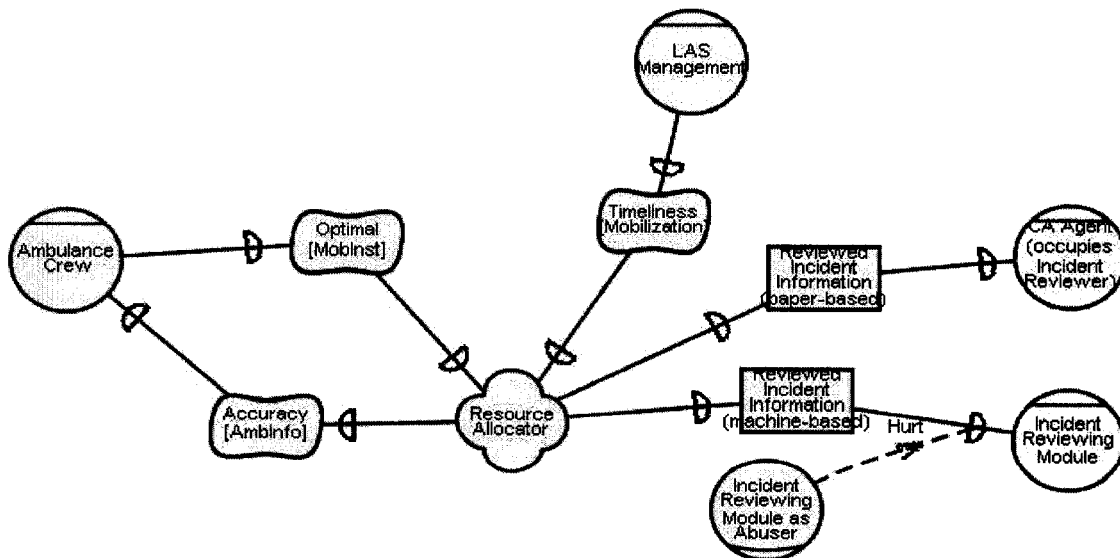 LAS
Management
Ambulance
Crew
Optimal
[MobInst]
Timeliness
[Mobilization]
Reviewed
Incident
Information
(paper-based)
CA Agent
(occupies
Incident
Reviewer)
Accuracy
[AmbInfo]
Resource
Allocator
Reviewed
Incident
Information
(machine-based)
Hurt
Incident
Reviewing
Module
Incident
Reviewing
Module as
Abuser